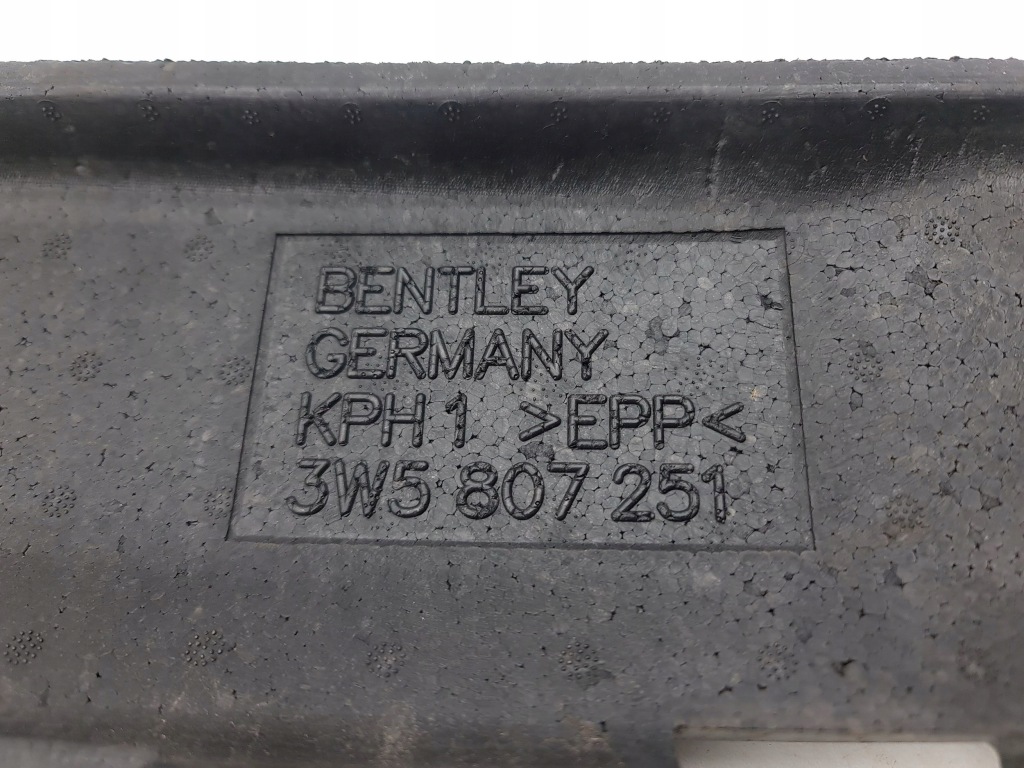 BENTLEY
GERMANY
KPH 1 >EPP<
3W5 807 251